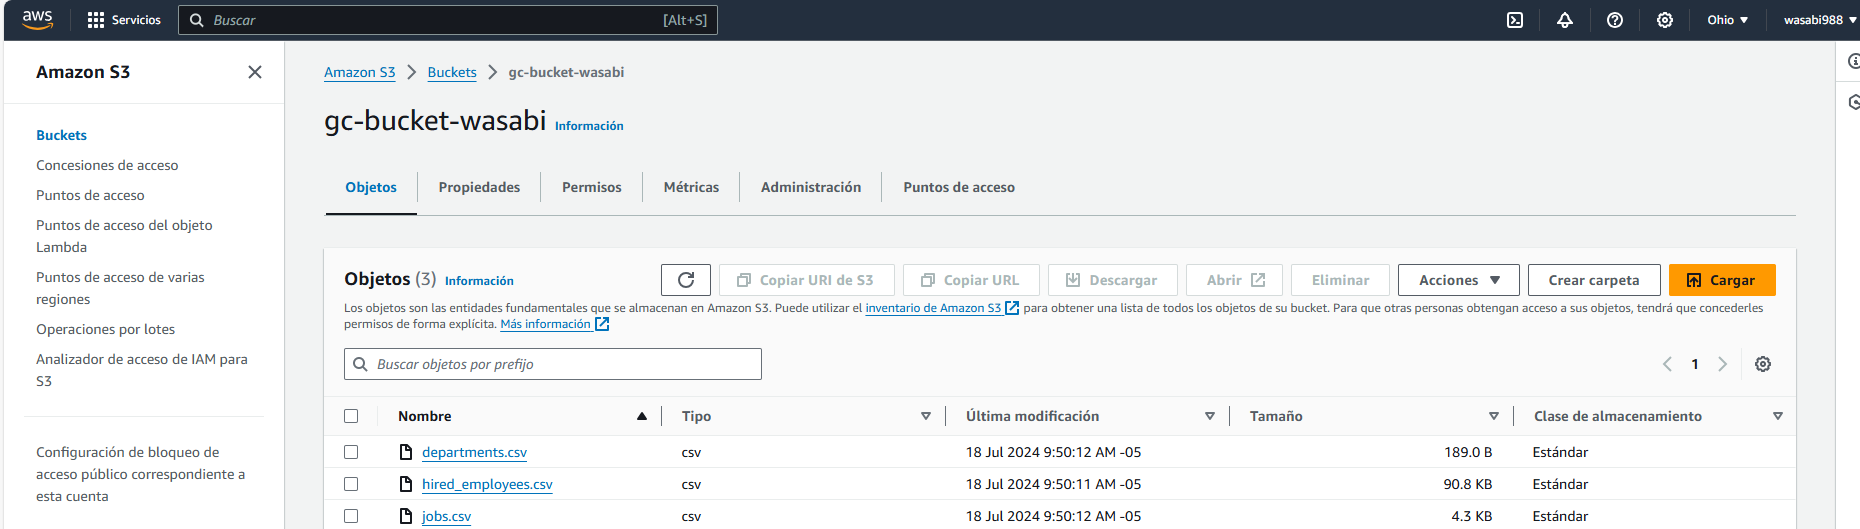 aws
Servicios
Buscar
[Alt+S]
Ohio
wasabi988
Amazon S3
Buckets
Concesiones de acceso
Puntos de acceso
Puntos de acceso del objeto
Lambda
Puntos de acceso de varias
regiones
Operaciones por lotes
Analizador de acceso de IAM para
S3
Configuración de bloqueo de
acceso público correspondiente a
esta cuenta
Amazon S3
Buckets
gc-bucket-wasabi
gc-bucket-wasabi Información
Objetos
Propiedades
Permisos
Métricas
Administración
Puntos de acceso
Objetos (3) Información
Copiar URI de S3
Copiar URL
Descargar
Abrir
Eliminar
Acciones
Crear carpeta
Cargar
Los objetos son las entidades fundamentales que se almacenan en Amazon S3. Puede utilizar el inventario de Amazon S3 para obtener una lista de todos los objetos de su bucket. Para que otras personas obtengan acceso a sus objetos, tendrá que concederles
permisos de forma explícita. Más información
Buscar objetos por prefijo
1
Nombre Tipo Última modificación Tamaño Clase de almacenamiento
departments.csv csv 18 Jul 2024 9:50:12 AM -05 189.0 B Estándar
hired_employees.csv csv 18 Jul 2024 9:50:11 AM -05 90.8 KB Estándar
jobs.csv csv 18 Jul 2024 9:50:12 AM -05 4.3 KB Estándar